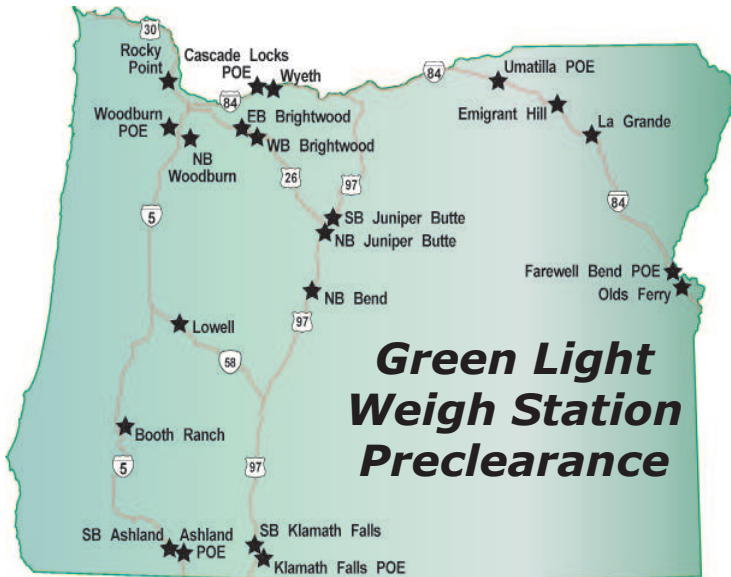 30
Rocky
Point
Cascade Locks
POE
Wyeth
84
Umatilla POE
84
Emigrant Hill
La Grande
Woodburn
POE
EB Brightwood
WB Brightwood
NB
Woodburn
26
97
84
5
SB Juniper Butte
NB Juniper Butte
Farewell Bend POE
Olds Ferry
NB Bend
97
Lowell
58
Green Light
Weigh Station
Preclearance
Booth Ranch
5
97
SB Ashland
Ashland
POE
SB Klamath Falls
Klamath Falls POE